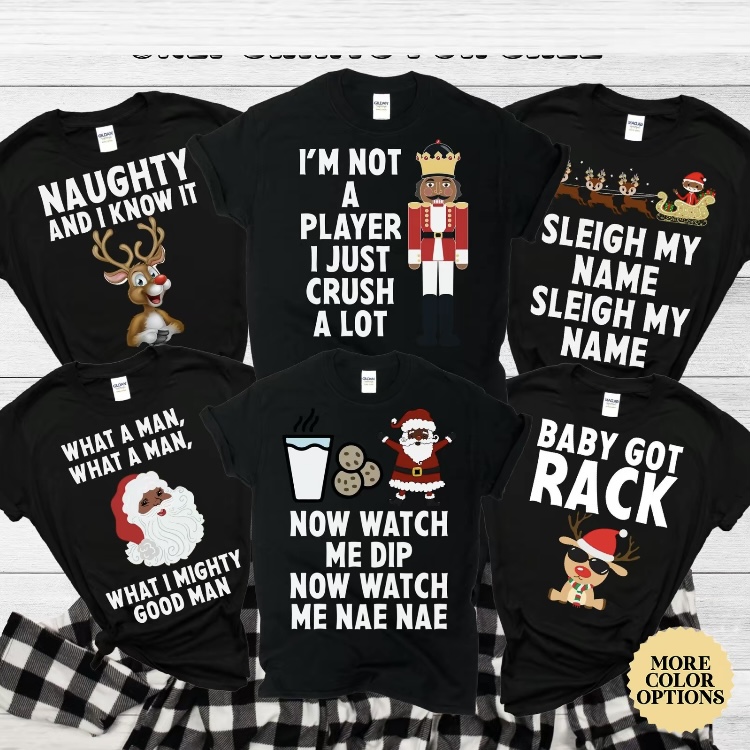 NAUGHTY
AND I KNOW IT
I'M NOT
A
PLAYER
I JUST
CRUSH
A LOT
SLEIGH MY
NAME
SLEIGH MY
NAME
WHAT A MAN,
WHAT A MAN,
WHAT I MIGHTY
GOOD MAN
NOW WATCH
ME DIP
NOW WATCH
ME NAE NAE
BABY GOT
RACK
MORE
COLOR
OPTIONS